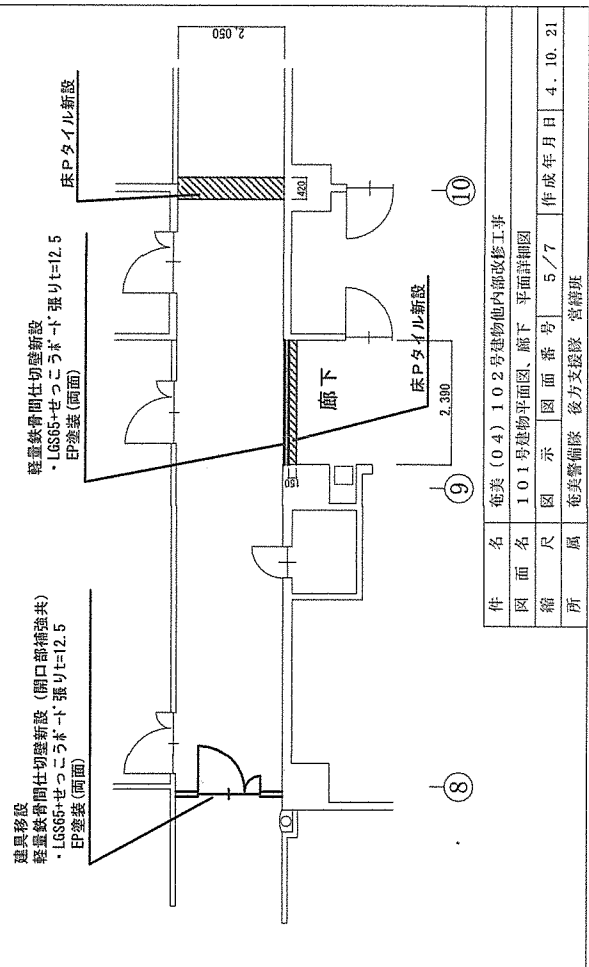 建具移設
軽量鉄骨間仕切壁新設(開口部補強共)
・LGS65+せっこうボード張りt=12.5
EP塗装(両面)
軽量鉄骨間仕切壁新設
・LGS65+せっこうボード張りt=12.5
EP塗装(両面)
床Pタイル新設
2,050
420
150
廊下
床Pタイル新設
2,390
⑧
⑨
⑩
件名 奄美(04)102号建物他内部改修工事
図面名 101号建物平面図、廊下 平面詳細図
縮尺 図示 図面番号 5/7 作成年月日 4.10.21
所属 奄美警備隊 後方支援隊 営繕班